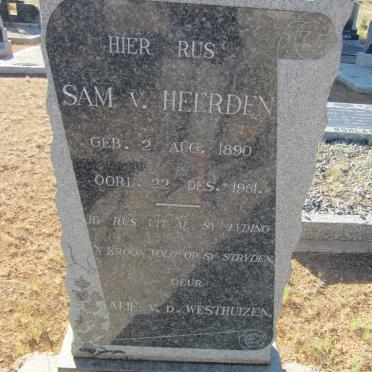 HIER RUS
SAM V. HEERDEN
GEB. 2 AUG. 1890
OORL. 22 DES. 1961.
HY RUS UIT AL SY LYDING
'N KROON VOLG OP SY STRYDEN.
DEUR
V. D. WESTHUIZEN.